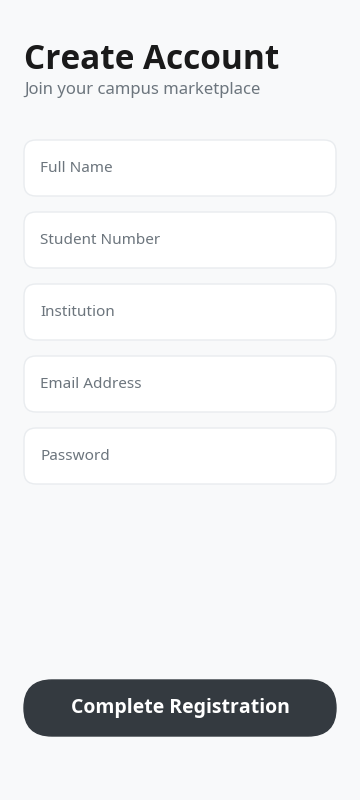 Create Account
Join your campus marketplace
Full Name
Student Number
Institution
Email Address
Password
Complete Registration